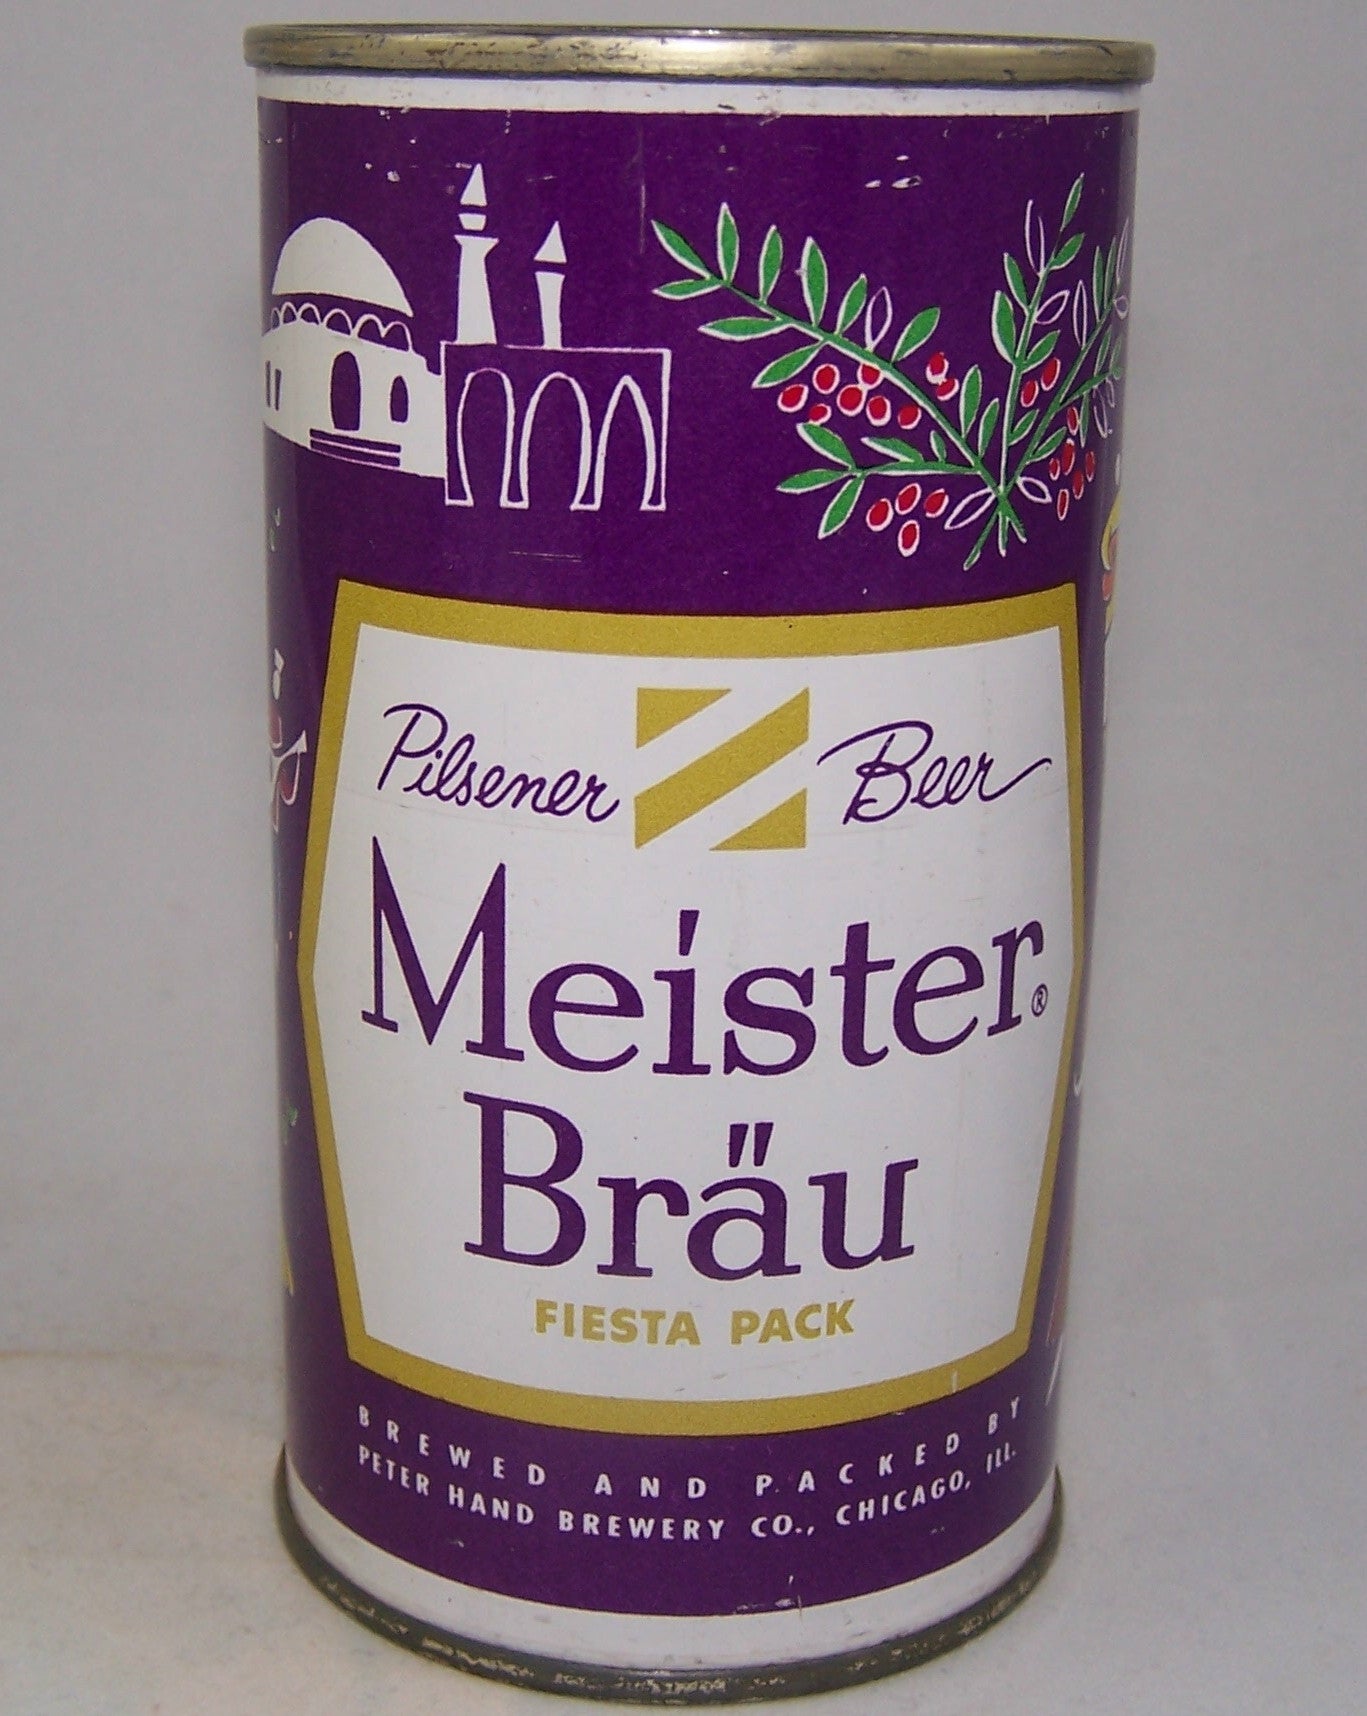 Pilsener Beer
Meister®
Bräu
FIESTA PACK
BREWED AND PACKED BY
PETER HAND BREWERY CO., CHICAGO, ILL.